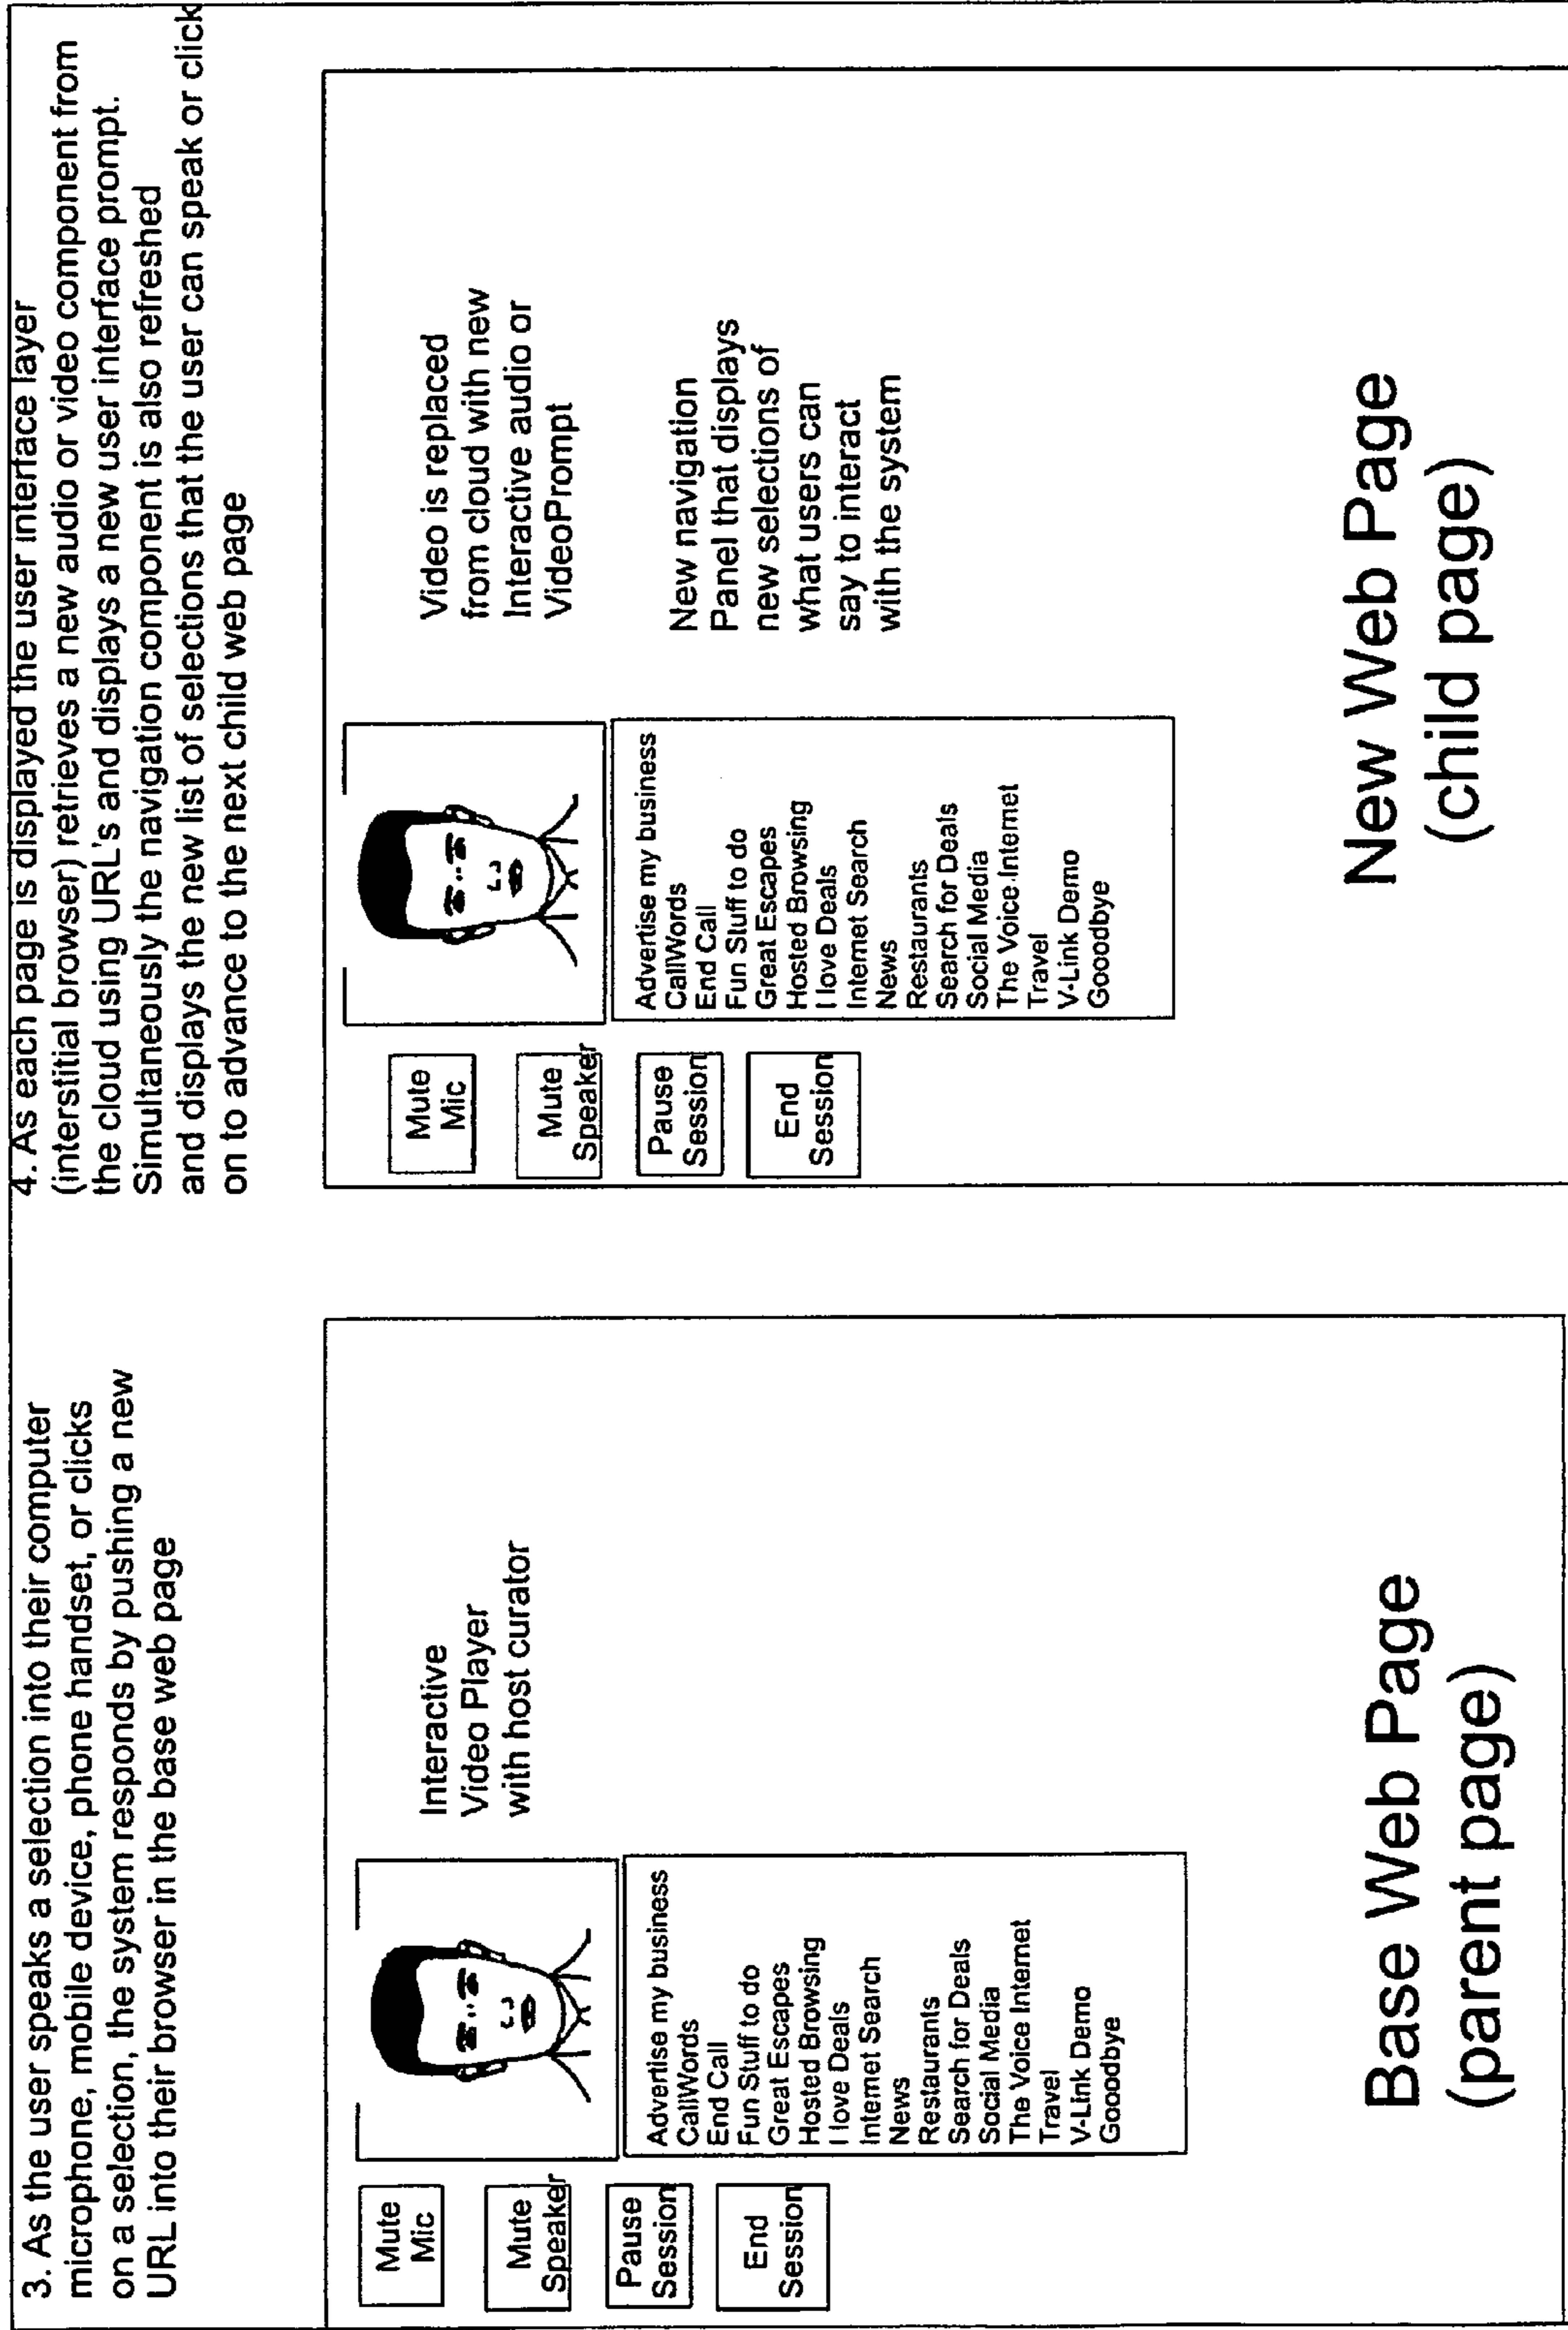 3. As the user speaks a selection into their computer
microphone, mobile device, phone handset, or clicks
on a selection, the system responds by pushing a new
URL into their browser in the base web page
Mute
Mic
Mute
Speaker
Pause
Session
End
Session
Interactive
Video Player
with host curator
Advertise my business
CallWords
End Call
Fun Stuff to do
Great Escapes
Hosted Browsing
I love Deals
Internet Search
News
Restaurants
Search for Deals
Social Media
The Voice Internet
Travel
V-Link Demo
Gooodbye
Base Web Page
(parent page)
4. As each page is displayed the user interface layer
(interstitial browser) retrieves a new audio or video component from
the cloud using URL's and displays a new user interface prompt.
Simultaneously the navigation component is also refreshed
and displays the new list of selections that the user can speak or click
on to advance to the next child web page
Mute
Mic
Mute
Speaker
Pause
Session
End
Session
Video is replaced
from cloud with new
Interactive audio or
VideoPrompt
Advertise my business
CallWords
End Call
Fun Stuff to do
Great Escapes
Hosted Browsing
I love Deals
Internet Search
News
Restaurants
Search for Deals
Social Media
The Voice Internet
Travel
V-Link Demo
Gooodbye
New navigation
Panel that displays
new selections of
what users can
say to interact
with the system
New Web Page
(child page)